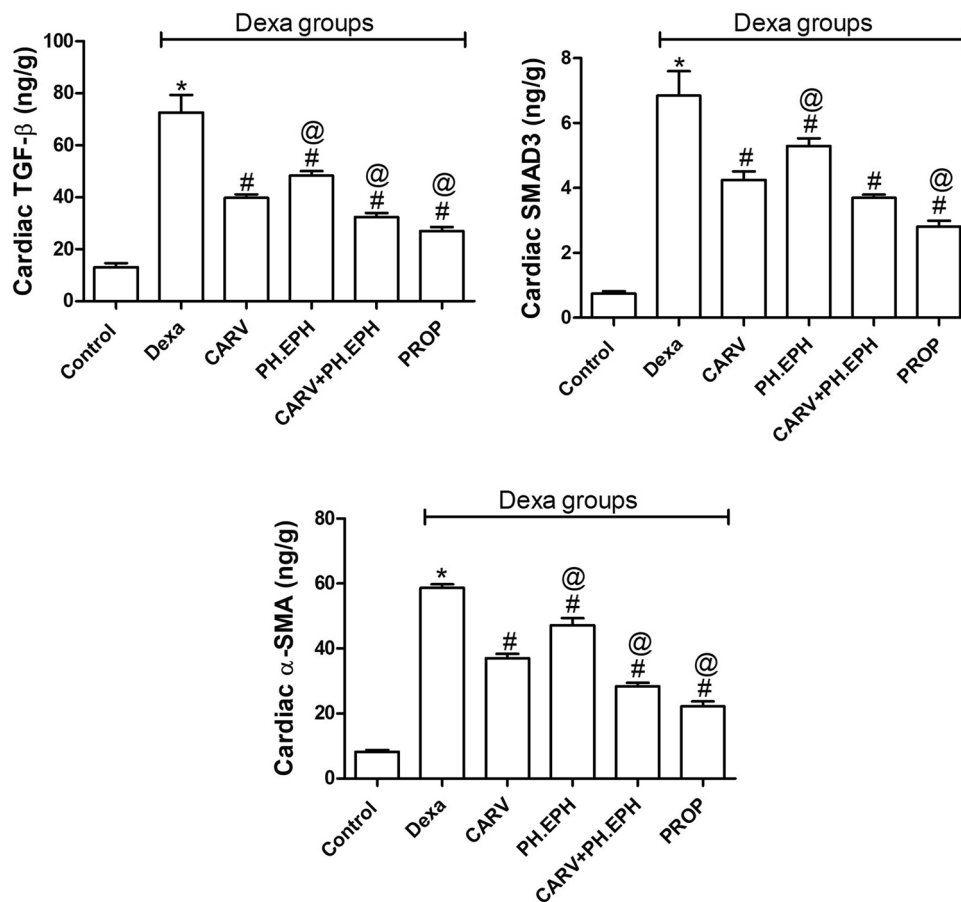 Dexa groups
Cardiac TGF-β (ng/g)
100
80
60
40
20
0
*
#
@
#
@
#
@
#
Control
Dexa
CARV
PH.EPH
CARV+PH.EPH
PROP
Dexa groups
Cardiac SMAD3 (ng/g)
8
6
4
2
0
*
#
@
#
#
@
#
Control
Dexa
CARV
PH.EPH
CARV+PH.EPH
PROP
Dexa groups
Cardiac α-SMA (ng/g)
80
60
40
20
0
*
#
@
#
@
#
@
#
Control
Dexa
CARV
PH.EPH
CARV+PH.EPH
PROP